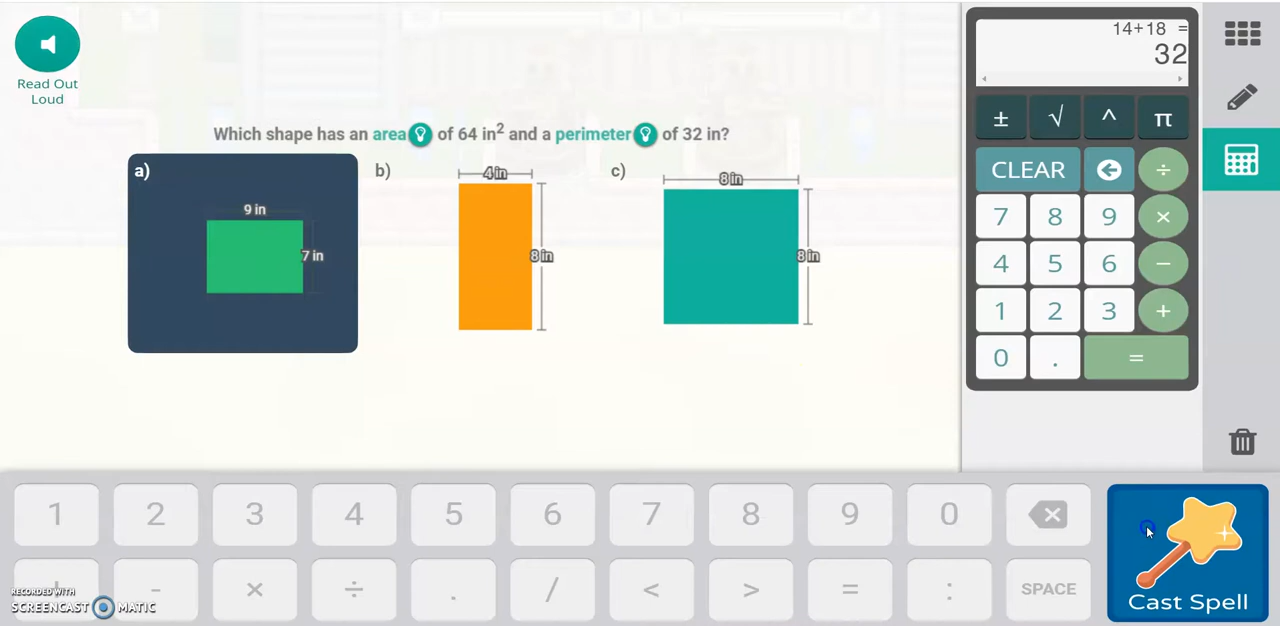 Read Out
Loud
Which shape has an area of 64 in² and a perimeter of 32 in?
a)
9 in
7 in
b)
4 in
8 in
c)
8 in
8 in
14+18 =
32
± √ ^ π
CLEAR ÷
7 8 9 ×
4 5 6 −
1 2 3 +
0 . =
1 2 3 4 5 6 7 8 9 0
+ - × ÷ . / < > = : SPACE
Cast Spell
RECORDED WITH
SCREENCAST MATIC